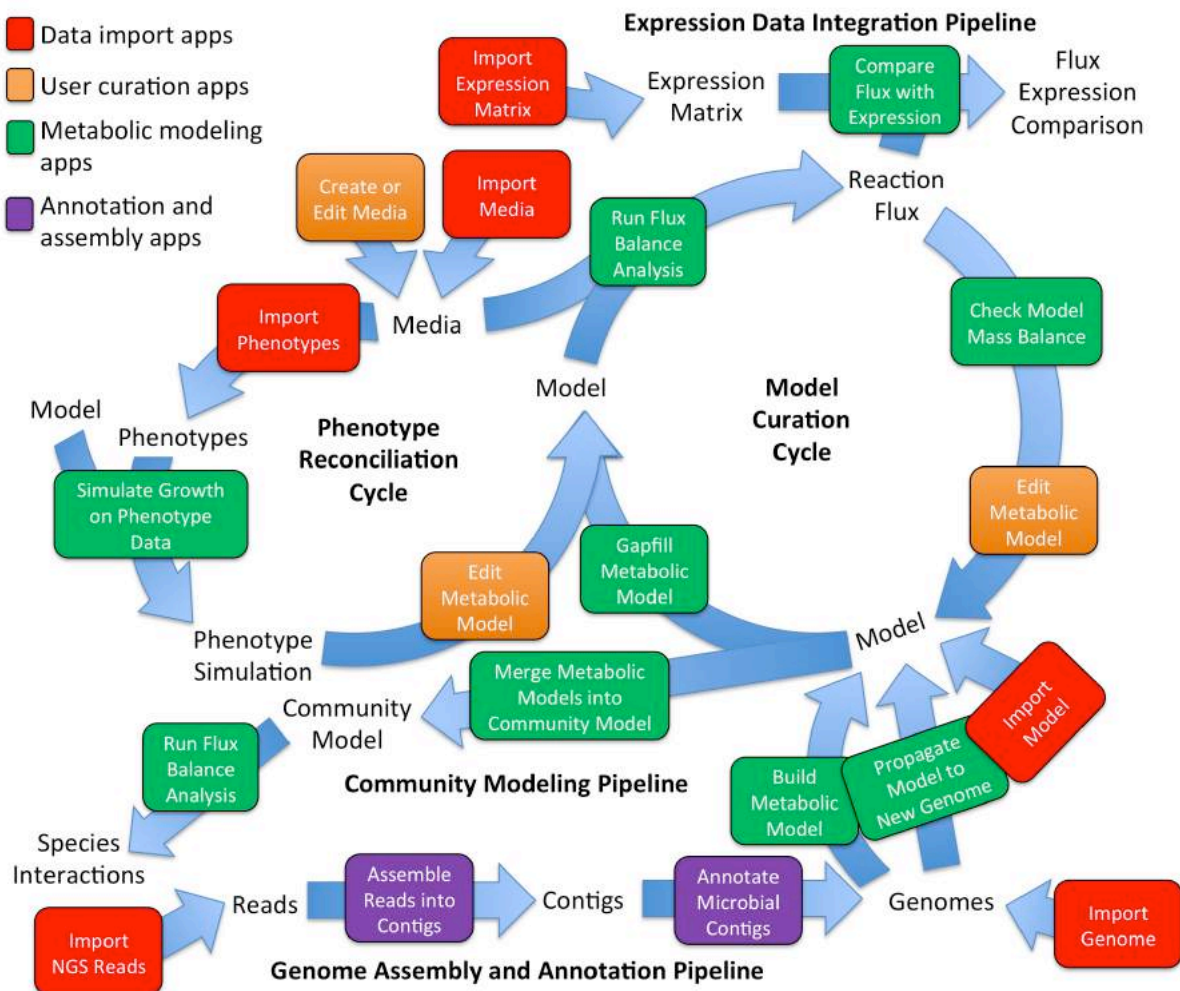 Expression Data Integration Pipeline
Data import apps
User curation apps
Metabolic modeling
apps
Annotation and
assembly apps
Import
Expression
Matrix
Expression
Matrix
Compare
Flux with
Expression
Flux
Expression
Comparison
Create or
Edit Media
Import
Media
Run Flux
Balance
Analysis
Reaction
Flux
Import
Phenotypes
Media
Check Model
Mass Balance
Model
Phenotypes
Phenotype
Reconciliation
Cycle
Model
Model
Curation
Cycle
Simulate Growth
on Phenotype
Data
Edit
Metabolic
Model
Gapfill
Metabolic
Model
Edit
Metabolic
Model
Phenotype
Simulation
Model
Merge Metabolic
Models into
Community Model
Community
Model
Import
Model
Run Flux
Balance
Analysis
Community Modeling Pipeline
Build
Metabolic
Model
Propagate
Model to
New Genome
Species
Interactions
Import
NGS Reads
Reads
Assemble
Reads into
Contigs
Contigs
Annotate
Microbial
Contigs
Genomes
Import
Genome
Genome Assembly and Annotation Pipeline